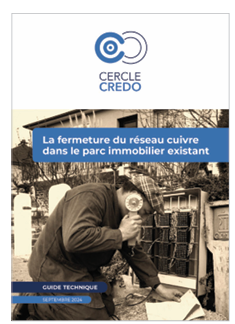 CERCLE
CREDO
La fermeture du réseau cuivre
dans le parc immobilier existant
GUIDE TECHNIQUE
SEPTEMBRE 2024